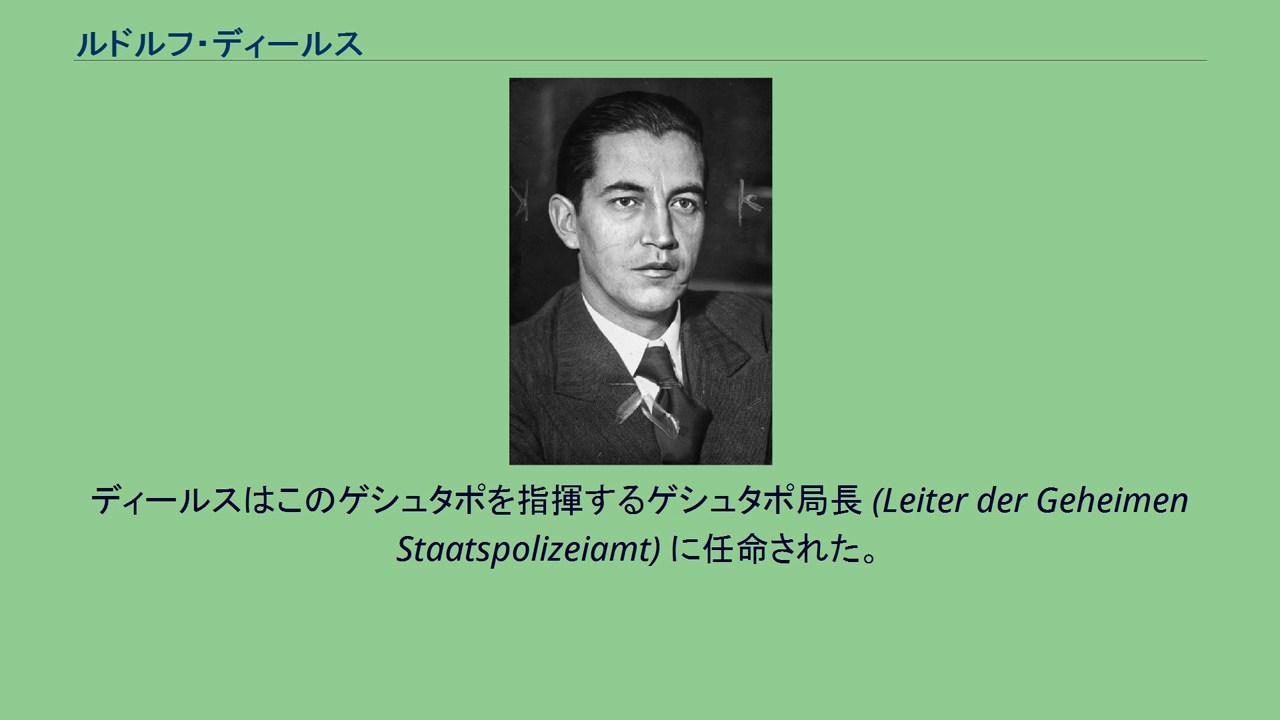 ルドルフ・ディールス
ディールスはこのゲシュタポを指揮するゲシュタポ局長 (Leiter der Geheimen
Staatspolizeiamt) に任命された。